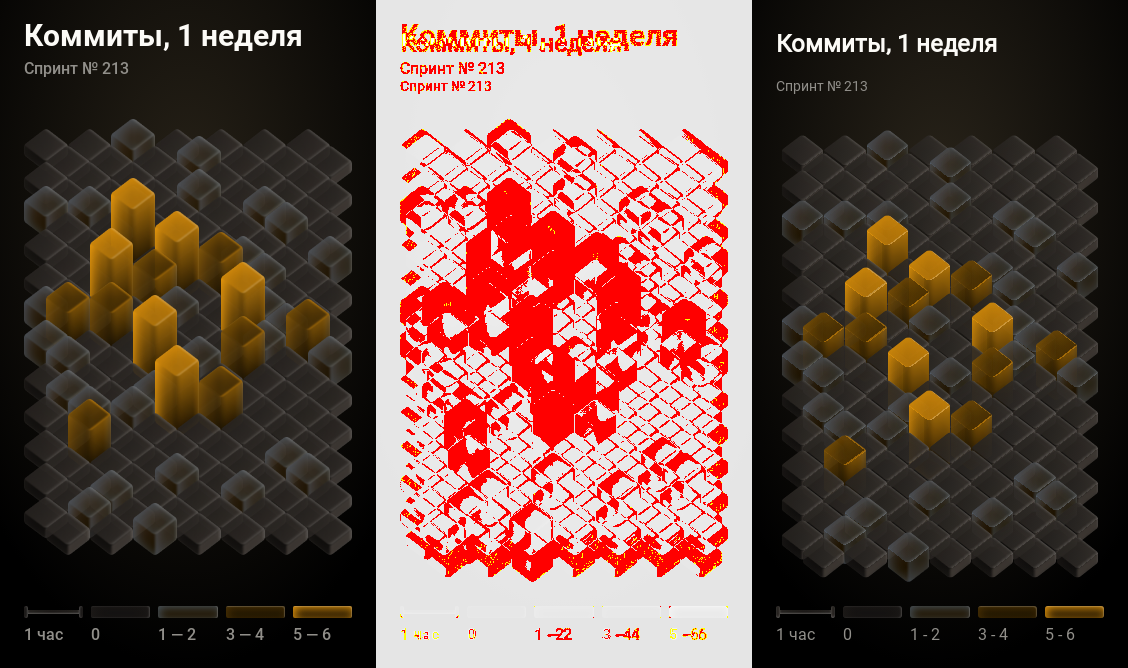 Коммиты, 1 неделя
Спринт № 213
1 час 0 1 — 2 3 — 4 5 — 6
Спринт № 213
Спринт № 213
Коммиты, 1 неделя
Спринт № 213
1 час 0 1 - 2 3 - 4 5 - 6